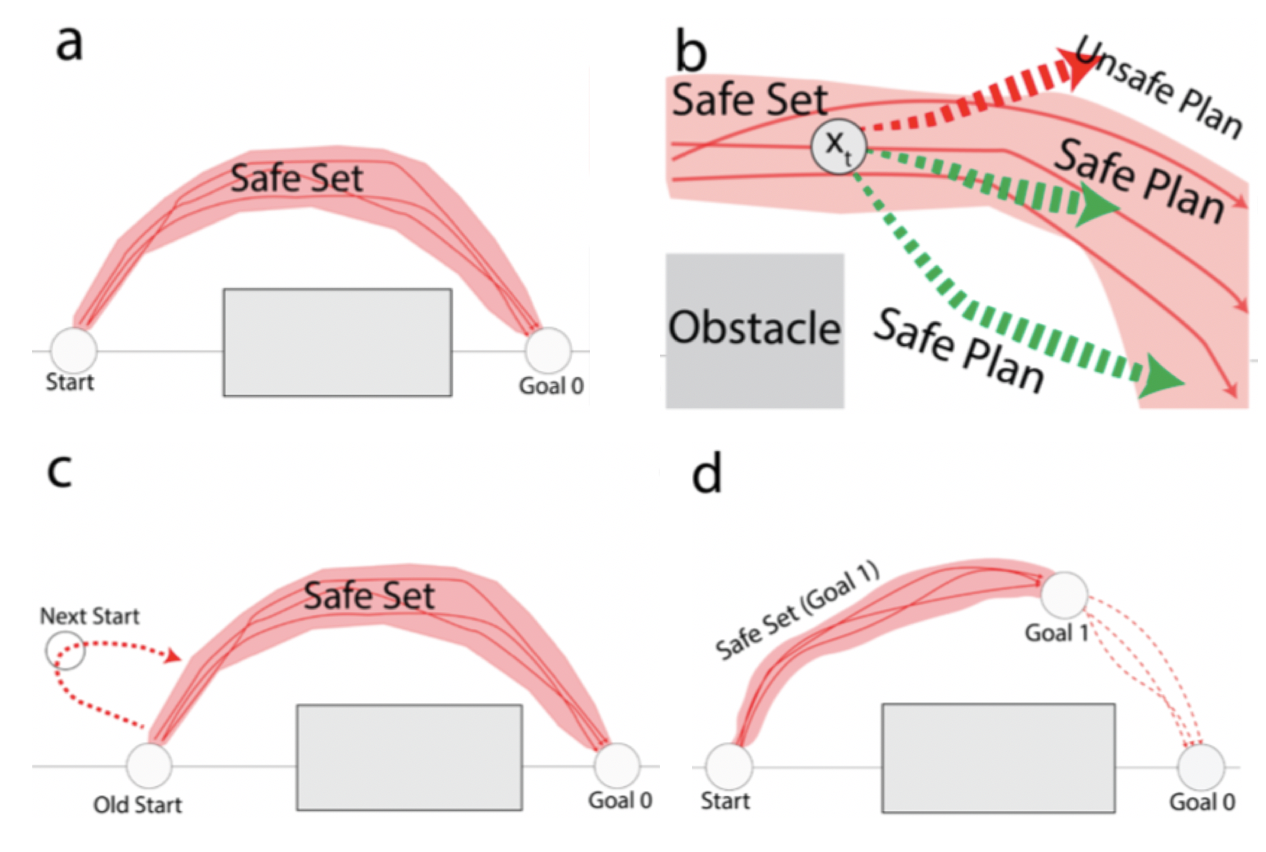 a
Safe Set
Start
Goal 0
b
Safe Set
Unsafe Plan
xt
Safe Plan
Obstacle
Safe Plan
c
Next Start
Safe Set
Old Start
Goal 0
d
Safe Set (Goal 1)
Goal 1
Start
Goal 0